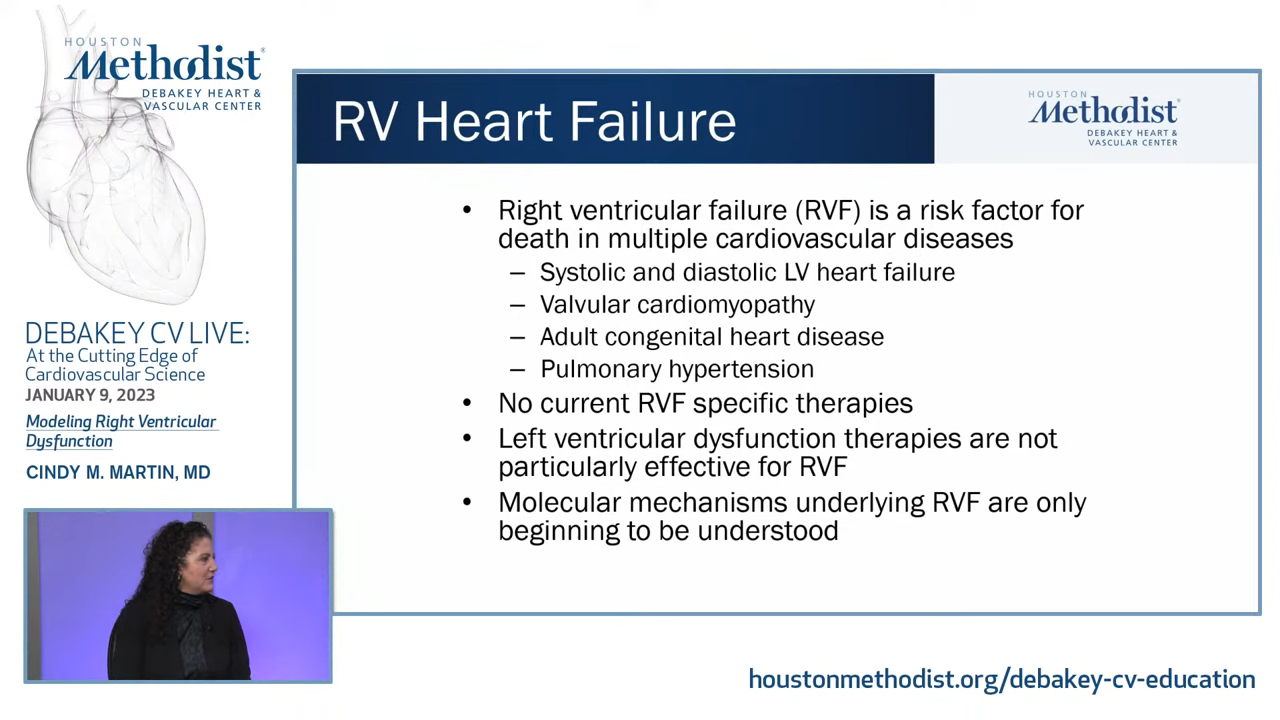 HOUSTON
Methodist®
DEBAKEY HEART &
VASCULAR CENTER
DEBAKEY CV LIVE:
At the Cutting Edge of
Cardiovascular Science
JANUARY 9, 2023
Modeling Right Ventricular
Dysfunction
CINDY M. MARTIN, MD
RV Heart Failure
HOUSTON
Methodist®
DEBAKEY HEART &
VASCULAR CENTER
• Right ventricular failure (RVF) is a risk factor for
death in multiple cardiovascular diseases
– Systolic and diastolic LV heart failure
– Valvular cardiomyopathy
– Adult congenital heart disease
– Pulmonary hypertension
• No current RVF specific therapies
• Left ventricular dysfunction therapies are not
particularly effective for RVF
• Molecular mechanisms underlying RVF are only
beginning to be understood
houstonmethodist.org/debakey-cv-education